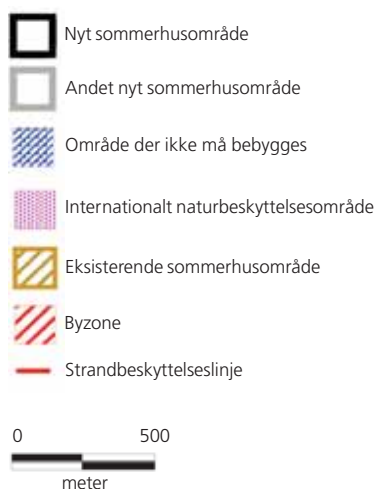 Nyt sommerhusområde
Andet nyt sommerhusområde
Område der ikke må bebygges
Internationalt naturbeskyttelsesområde
Eksisterende sommerhusområde
Byzone
Strandbeskyttelseslinje
0 500
meter